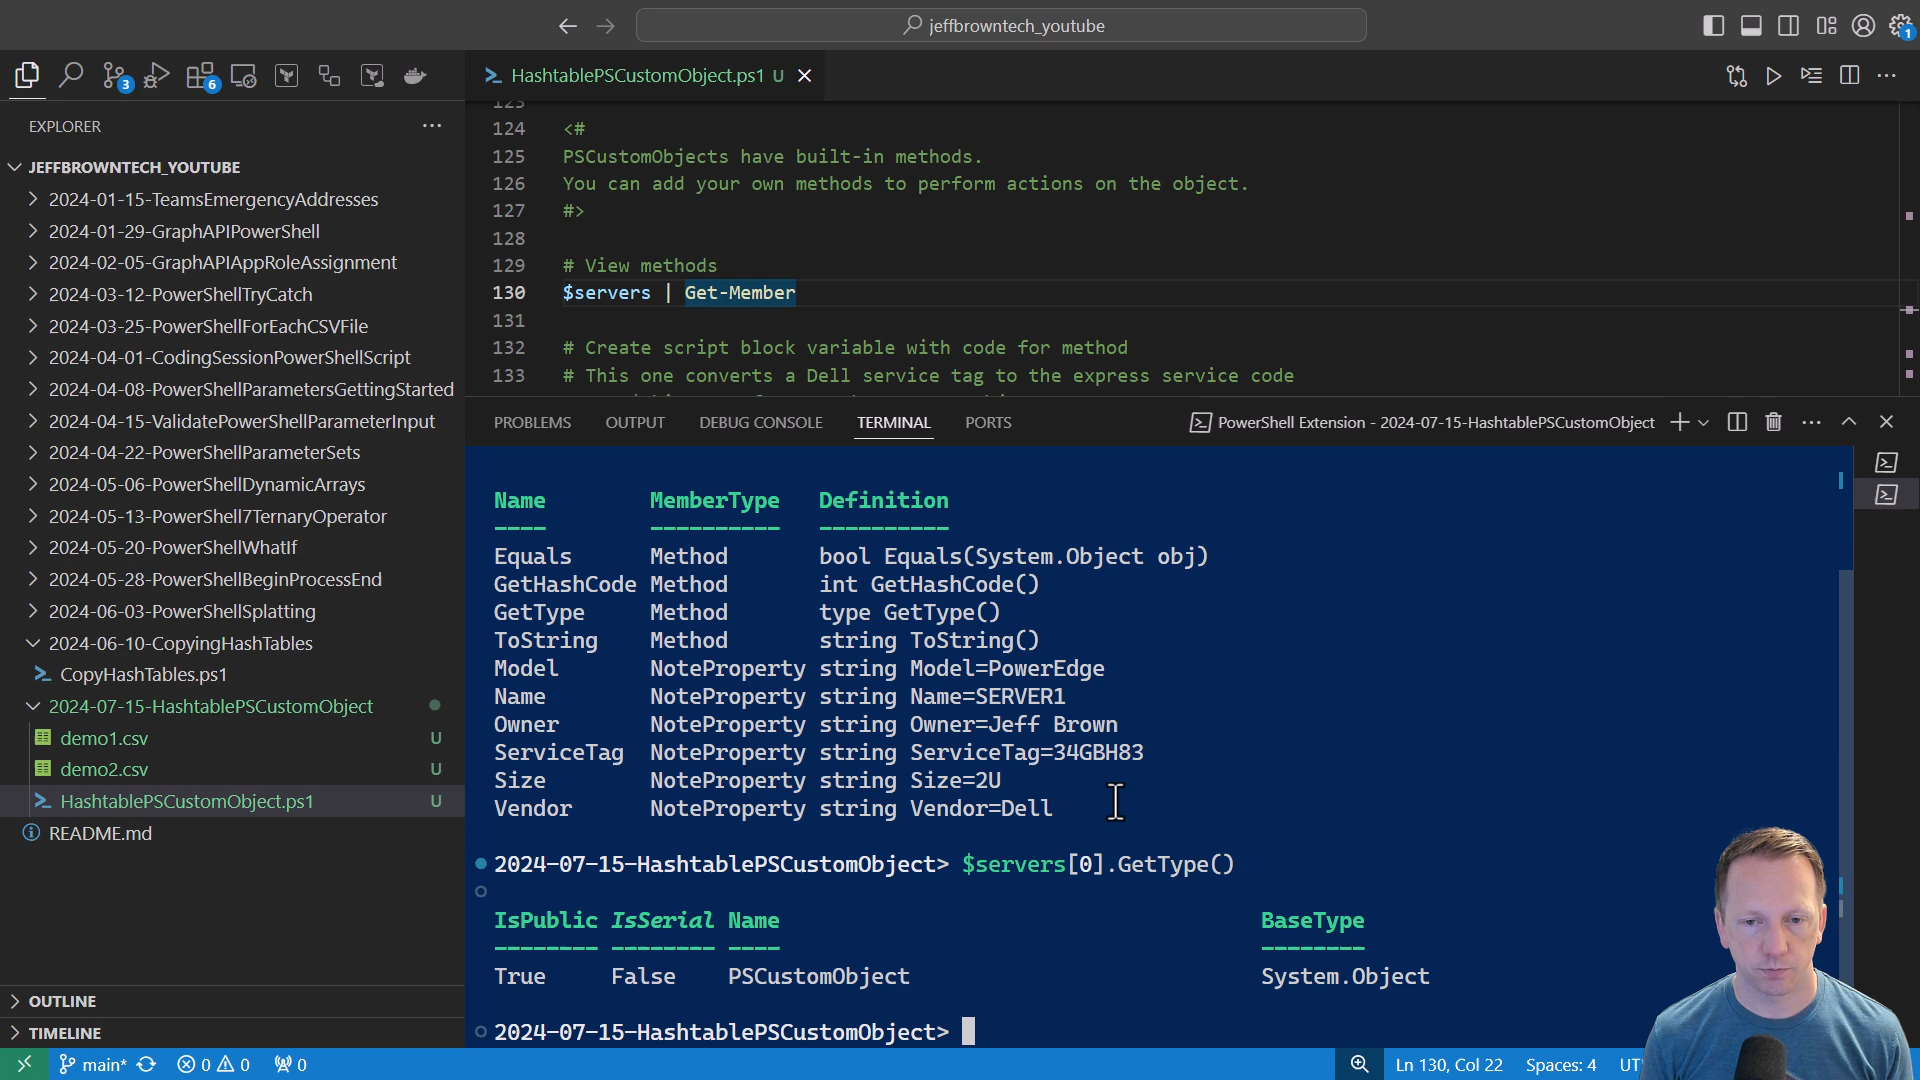 jeffbrowntech_youtube
1
3
6
HashtablePSCustomObject.ps1 U
EXPLORER
JEFFBROWNTECH_YOUTUBE
2024-01-15-TeamsEmergencyAddresses
2024-01-29-GraphAPIPowerShell
2024-02-05-GraphAPIAppRoleAssignment
2024-03-12-PowerShellTryCatch
2024-03-25-PowerShellForEachCSVFile
2024-04-01-CodingSessionPowerShellScript
2024-04-08-PowerShellParametersGettingStarted
2024-04-15-ValidatePowerShellParameterInput
2024-04-22-PowerShellParameterSets
2024-05-06-PowerShellDynamicArrays
2024-05-13-PowerShell7TernaryOperator
2024-05-20-PowerShellWhatIf
2024-05-28-PowerShellBeginProcessEnd
2024-06-03-PowerShellSplatting
2024-06-10-CopyingHashTables
CopyHashTables.ps1
2024-07-15-HashtablePSCustomObject
demo1.csv U
demo2.csv U
HashtablePSCustomObject.ps1 U
README.md
OUTLINE
TIMELINE
123
124 <#
125 PSCustomObjects have built-in methods.
126 You can add your own methods to perform actions on the object.
127 #>
128
129 # View methods
130 $servers | Get-Member
131
132 # Create script block variable with code for method
133 # This one converts a Dell service tag to the express service code
PROBLEMS OUTPUT DEBUG CONSOLE TERMINAL PORTS
PowerShell Extension - 2024-07-15-HashtablePSCustomObject
Name MemberType Definition
---- ---------- ----------
Equals Method bool Equals(System.Object obj)
GetHashCode Method int GetHashCode()
GetType Method type GetType()
ToString Method string ToString()
Model NoteProperty string Model=PowerEdge
Name NoteProperty string Name=SERVER1
Owner NoteProperty string Owner=Jeff Brown
ServiceTag NoteProperty string ServiceTag=34GBH83
Size NoteProperty string Size=2U
Vendor NoteProperty string Vendor=Dell
2024-07-15-HashtablePSCustomObject> $servers[0].GetType()
IsPublic IsSerial Name BaseType
-------- -------- ---- --------
True False PSCustomObject System.Object
2024-07-15-HashtablePSCustomObject>
main* 0 0 0 Ln 130, Col 22 Spaces: 4